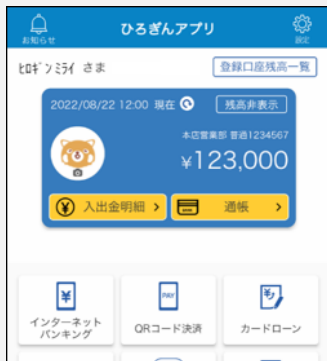 ひろぎんアプリ
お知らせ
設定
ﾋﾛｷﾞﾝ ﾐﾗｲ さま
登録口座残高一覧
2022/08/22 12:00 現在
残高非表示
本店営業部 普通1234567
¥123,000
¥ 入出金明細 >
通帳 >
¥
PAY
¥
インターネット
バンキング
QRコード決済
カードローン